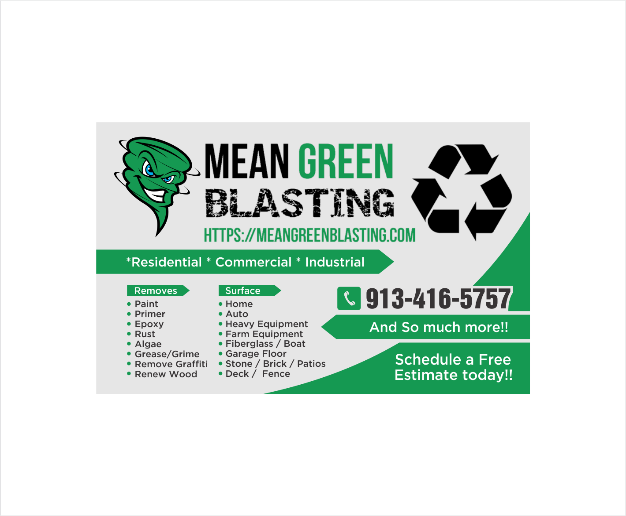 MEAN GREEN
BLASTING
HTTPS://MEANGREENBLASTING.COM
*Residential * Commercial * Industrial
Removes
• Paint
• Primer
• Epoxy
• Rust
• Algae
• Grease/Grime
• Remove Graffiti
• Renew Wood
Surface
• Home
• Auto
• Heavy Equipment
• Farm Equipment
• Fiberglass / Boat
• Garage Floor
• Stone / Brick / Patios
• Deck / Fence
913-416-5757
And So much more!!
Schedule a Free
Estimate today!!